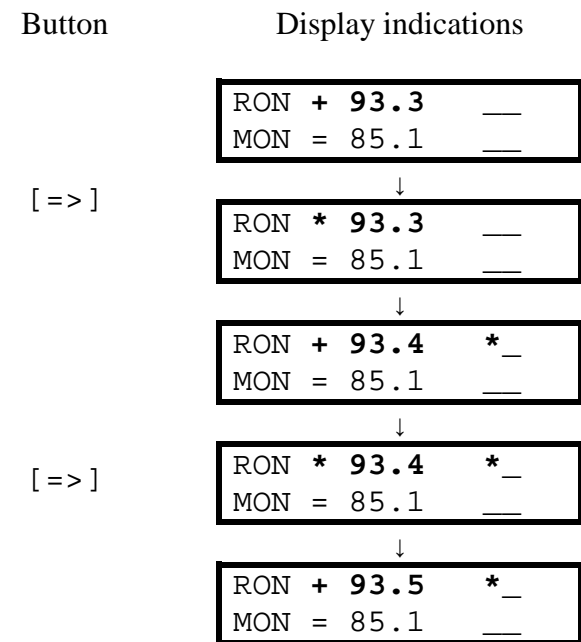 Button Display indications
RON + 93.3 __
MON = 85.1 __
↓
[=>]
RON * 93.3 __
MON = 85.1 __
↓
RON + 93.4 *_
MON = 85.1 __
↓
[=>]
RON * 93.4 *_
MON = 85.1 __
↓
RON + 93.5 *_
MON = 85.1 __